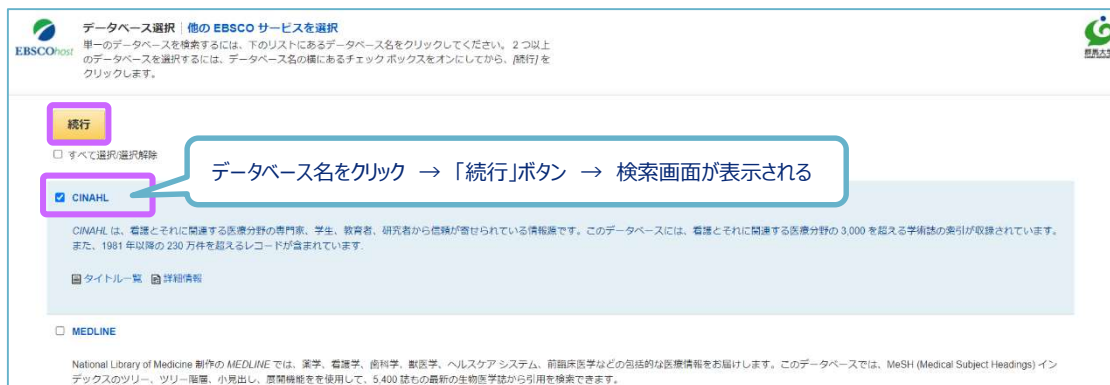 データベース選択 | 他の EBSCO サービスを選択
EBSCOhost
単一のデータベースを検索するには、下のリストにあるデータベース名をクリックしてください。 2つ以上
のデータベースを選択するには、データベース名の横にあるチェック ボックスをオンにしてから、[続行] を
クリックします。
群馬大学
続行
すべて選択/選択解除
データベース名をクリック → 「続行」ボタン → 検索画面が表示される
CINAHL
CINAHL は、看護とそれに関連する医療分野の専門家、学生、教育者、研究者から信頼が寄せられている情報源です。このデータベースには、看護とそれに関連する医療分野の 3,000 を超える学術誌の索引が収録されています。
また、1981 年以降の 230 万件を超えるレコードが含まれています.
タイトル一覧 詳細情報
MEDLINE
National Library of Medicine 制作の MEDLINE では、薬学、看護学、歯科学、獣医学、ヘルスケア システム、前臨床医学などの包括的な医療情報をお届けします。このデータベースでは、MeSH (Medical Subject Headings) イン
デックスのツリー、ツリー階層、小見出し、展開機能をを使用して、5,400 誌もの最新の生物医学誌から引用を検索できます。